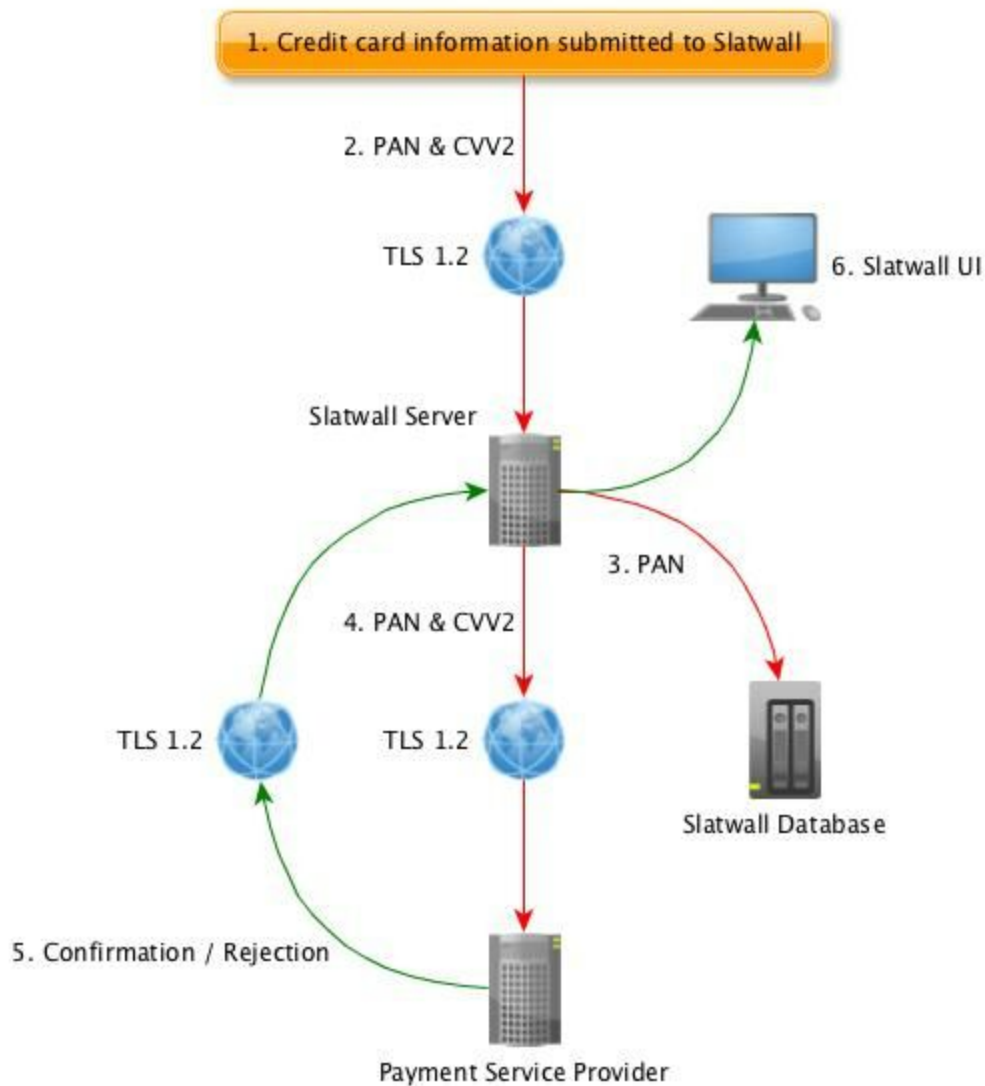 1. Credit card information submitted to Slatwall
2. PAN & CVV2
TLS 1.2
6. Slatwall UI
Slatwall Server
3. PAN
4. PAN & CVV2
TLS 1.2
TLS 1.2
Slatwall Database
5. Confirmation / Rejection
Payment Service Provider